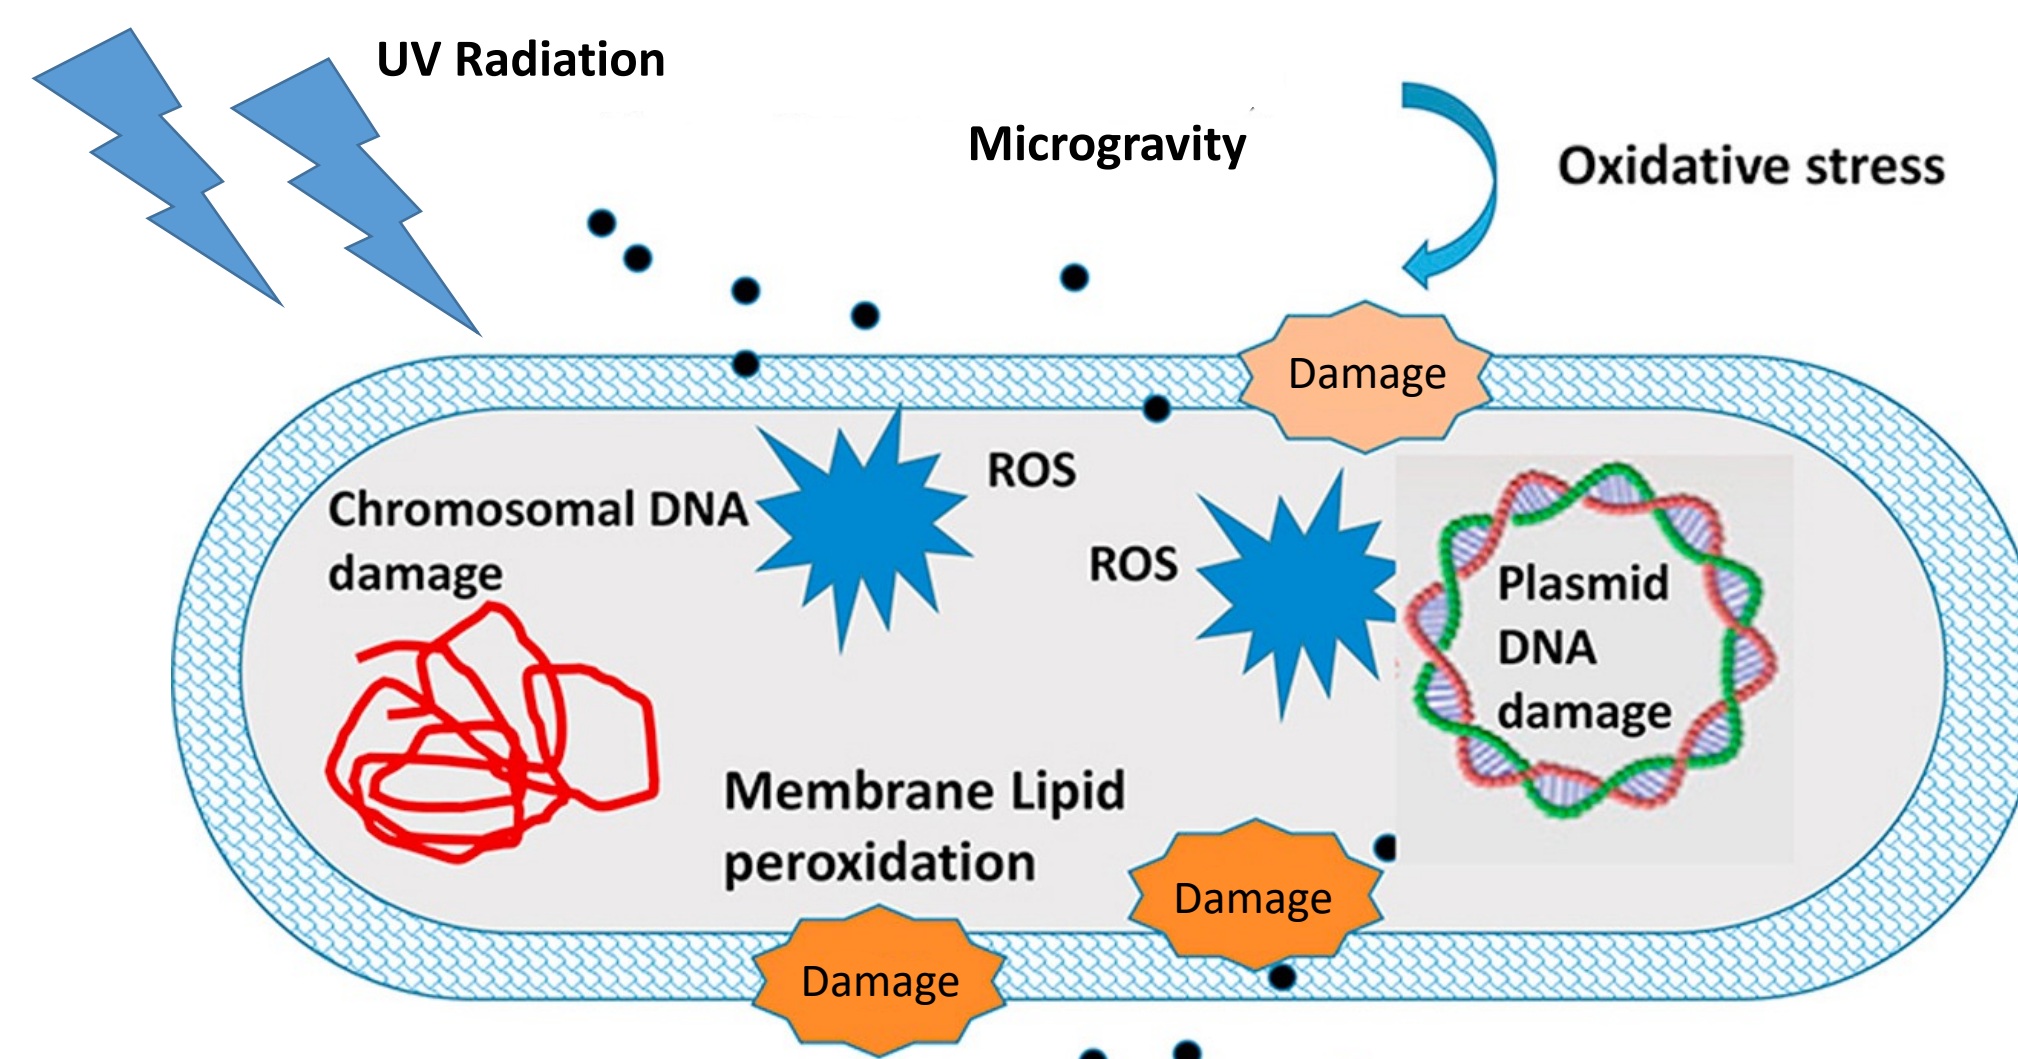 UV Radiation
Microgravity
Oxidative stress
Damage
ROS
Chromosomal DNA
damage
ROS
Plasmid
DNA
damage
Membrane Lipid
peroxidation
Damage
Damage